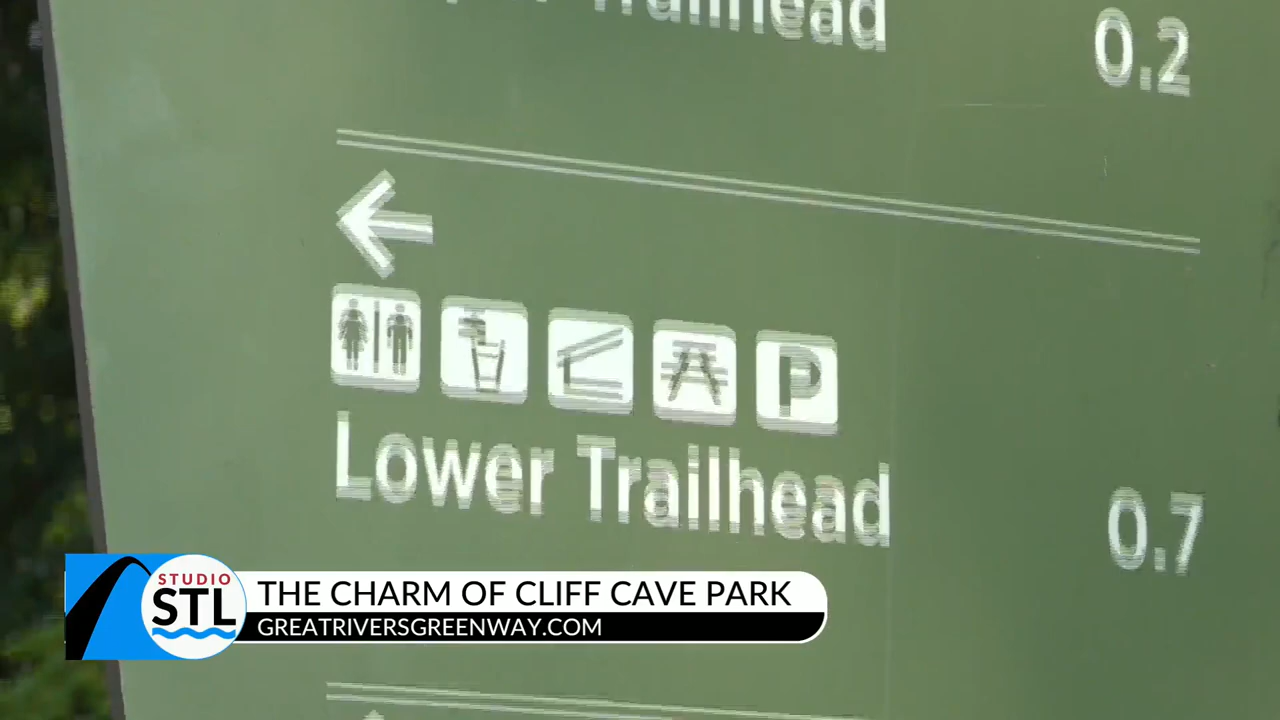 Trailhead 0.2
P
Lower Trailhead 0.7
STUDIO
STL
THE CHARM OF CLIFF CAVE PARK
GREATRIVERSGREENWAY.COM